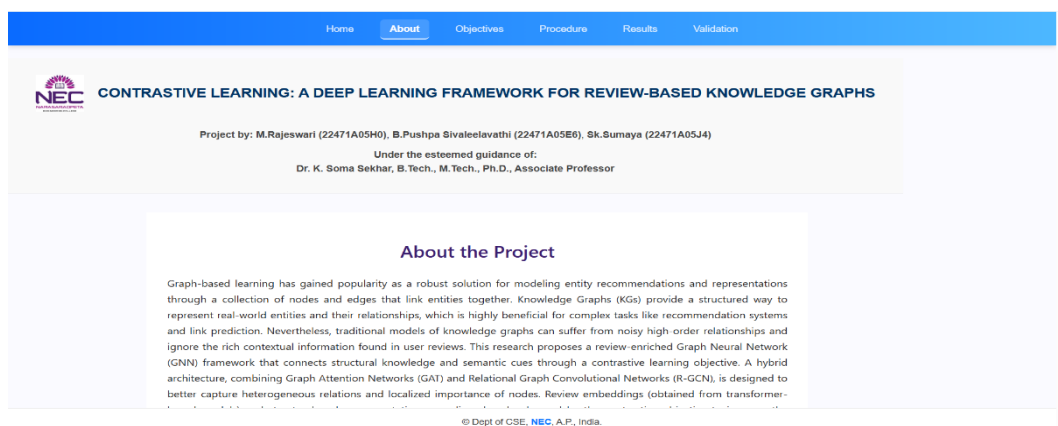 Home About Objectives Procedure Results Validation
NEC
CONTRASTIVE LEARNING: A DEEP LEARNING FRAMEWORK FOR REVIEW-BASED KNOWLEDGE GRAPHS
Project by: M.Rajeswari (22471A05H0), B.Pushpa Sivaleelavathi (22471A05E6), Sk.Sumaya (22471A05J4)
Under the esteemed guidance of:
Dr. K. Soma Sekhar, B.Tech., M.Tech., Ph.D., Associate Professor
About the Project
Graph-based learning has gained popularity as a robust solution for modeling entity recommendations and representations
through a collection of nodes and edges that link entities together. Knowledge Graphs (KGs) provide a structured way to
represent real-world entities and their relationships, which is highly beneficial for complex tasks like recommendation systems
and link prediction. Nevertheless, traditional models of knowledge graphs can suffer from noisy high-order relationships and
ignore the rich contextual information found in user reviews. This research proposes a review-enriched Graph Neural Network
(GNN) framework that connects structural knowledge and semantic cues through a contrastive learning objective. A hybrid
architecture, combining Graph Attention Networks (GAT) and Relational Graph Convolutional Networks (R-GCN), is designed to
better capture heterogeneous relations and localized importance of nodes. Review embeddings (obtained from transformer-
© Dept of CSE, NEC, A.P., India.